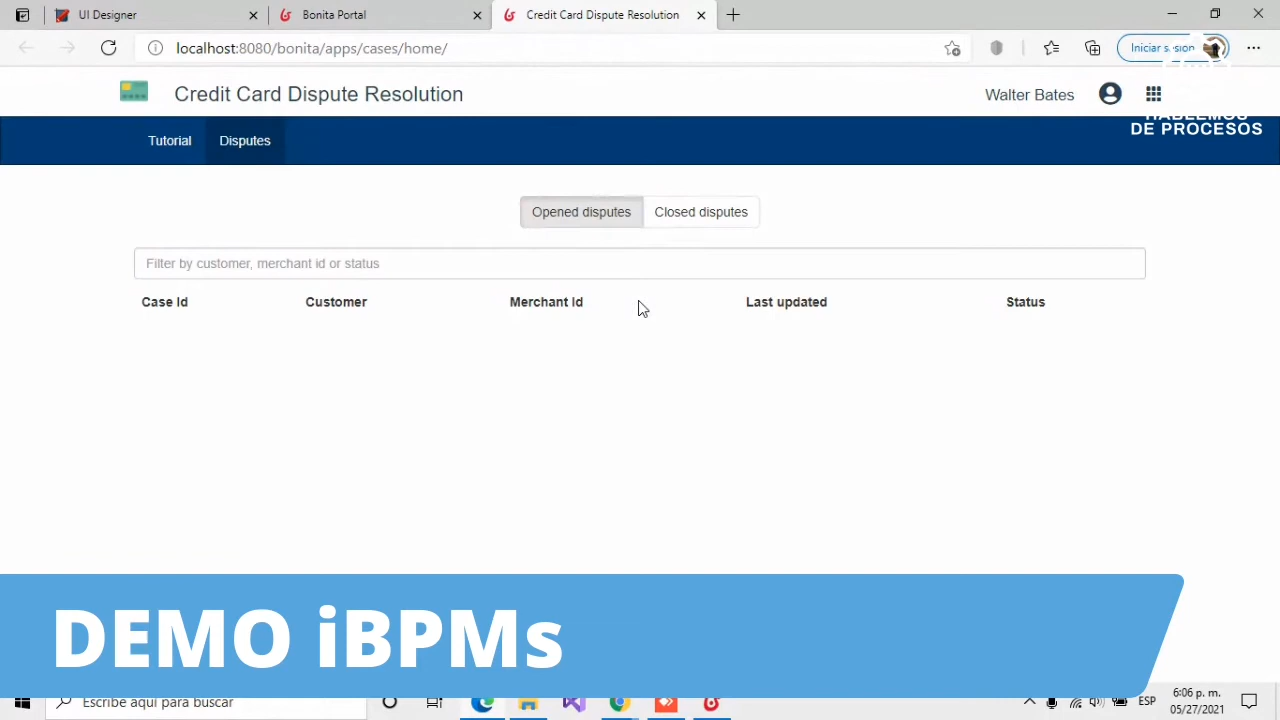 UI Designer
Bonita Portal
Credit Card Dispute Resolution
localhost:8080/bonita/apps/cases/home/
Iniciar sesión
Credit Card Dispute Resolution
Walter Bates
HABLEMOS
DE PROCESOS
Tutorial
Disputes
Opened disputes
Closed disputes
Filter by customer, merchant id or status
Case Id
Customer
Merchant Id
Last updated
Status
DEMO iBPMs
Escribe aquí para buscar
ESP
6:06 p. m.
05/27/2021